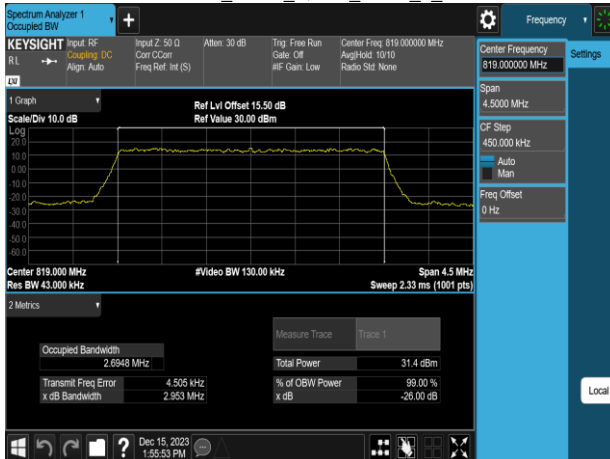 Spectrum Analyzer 1
Occupied BW
Frequency
KEYSIGHT
Input: RF
Coupling: DC
Align: Auto
Input Z: 50 Ω
Corr CCorr
Freq Ref: Int (S)
Atten: 30 dB
Trig: Free Run
Gate: Off
#IF Gain: Low
Center Freq: 819.000000 MHz
Avg|Hold: 10/10
Radio Std: None
RL
LXI
Center Frequency
819.000000 MHz
Settings
Span
4.5000 MHz
CF Step
450.000 kHz
Auto
Man
Freq Offset
0 Hz
Local
1 Graph
Scale/Div 10.0 dB
Ref Lvl Offset 15.50 dB
Ref Value 30.00 dBm
Log
20.0
10.0
0.00
-10.0
-20.0
-30.0
-40.0
-50.0
-60.0
Center 819.000 MHz
Res BW 43.000 kHz
#Video BW 130.00 kHz
Span 4.5 MHz
Sweep 2.33 ms (1001 pts)
2 Metrics
Measure Trace
Trace 1
Occupied Bandwidth
2.6948 MHz
Total Power
31.4 dBm
Transmit Freq Error
4.505 kHz
% of OBW Power
99.00 %
x dB Bandwidth
2.953 MHz
x dB
-26.00 dB
?
Dec 15, 2023
1:55:53 PM